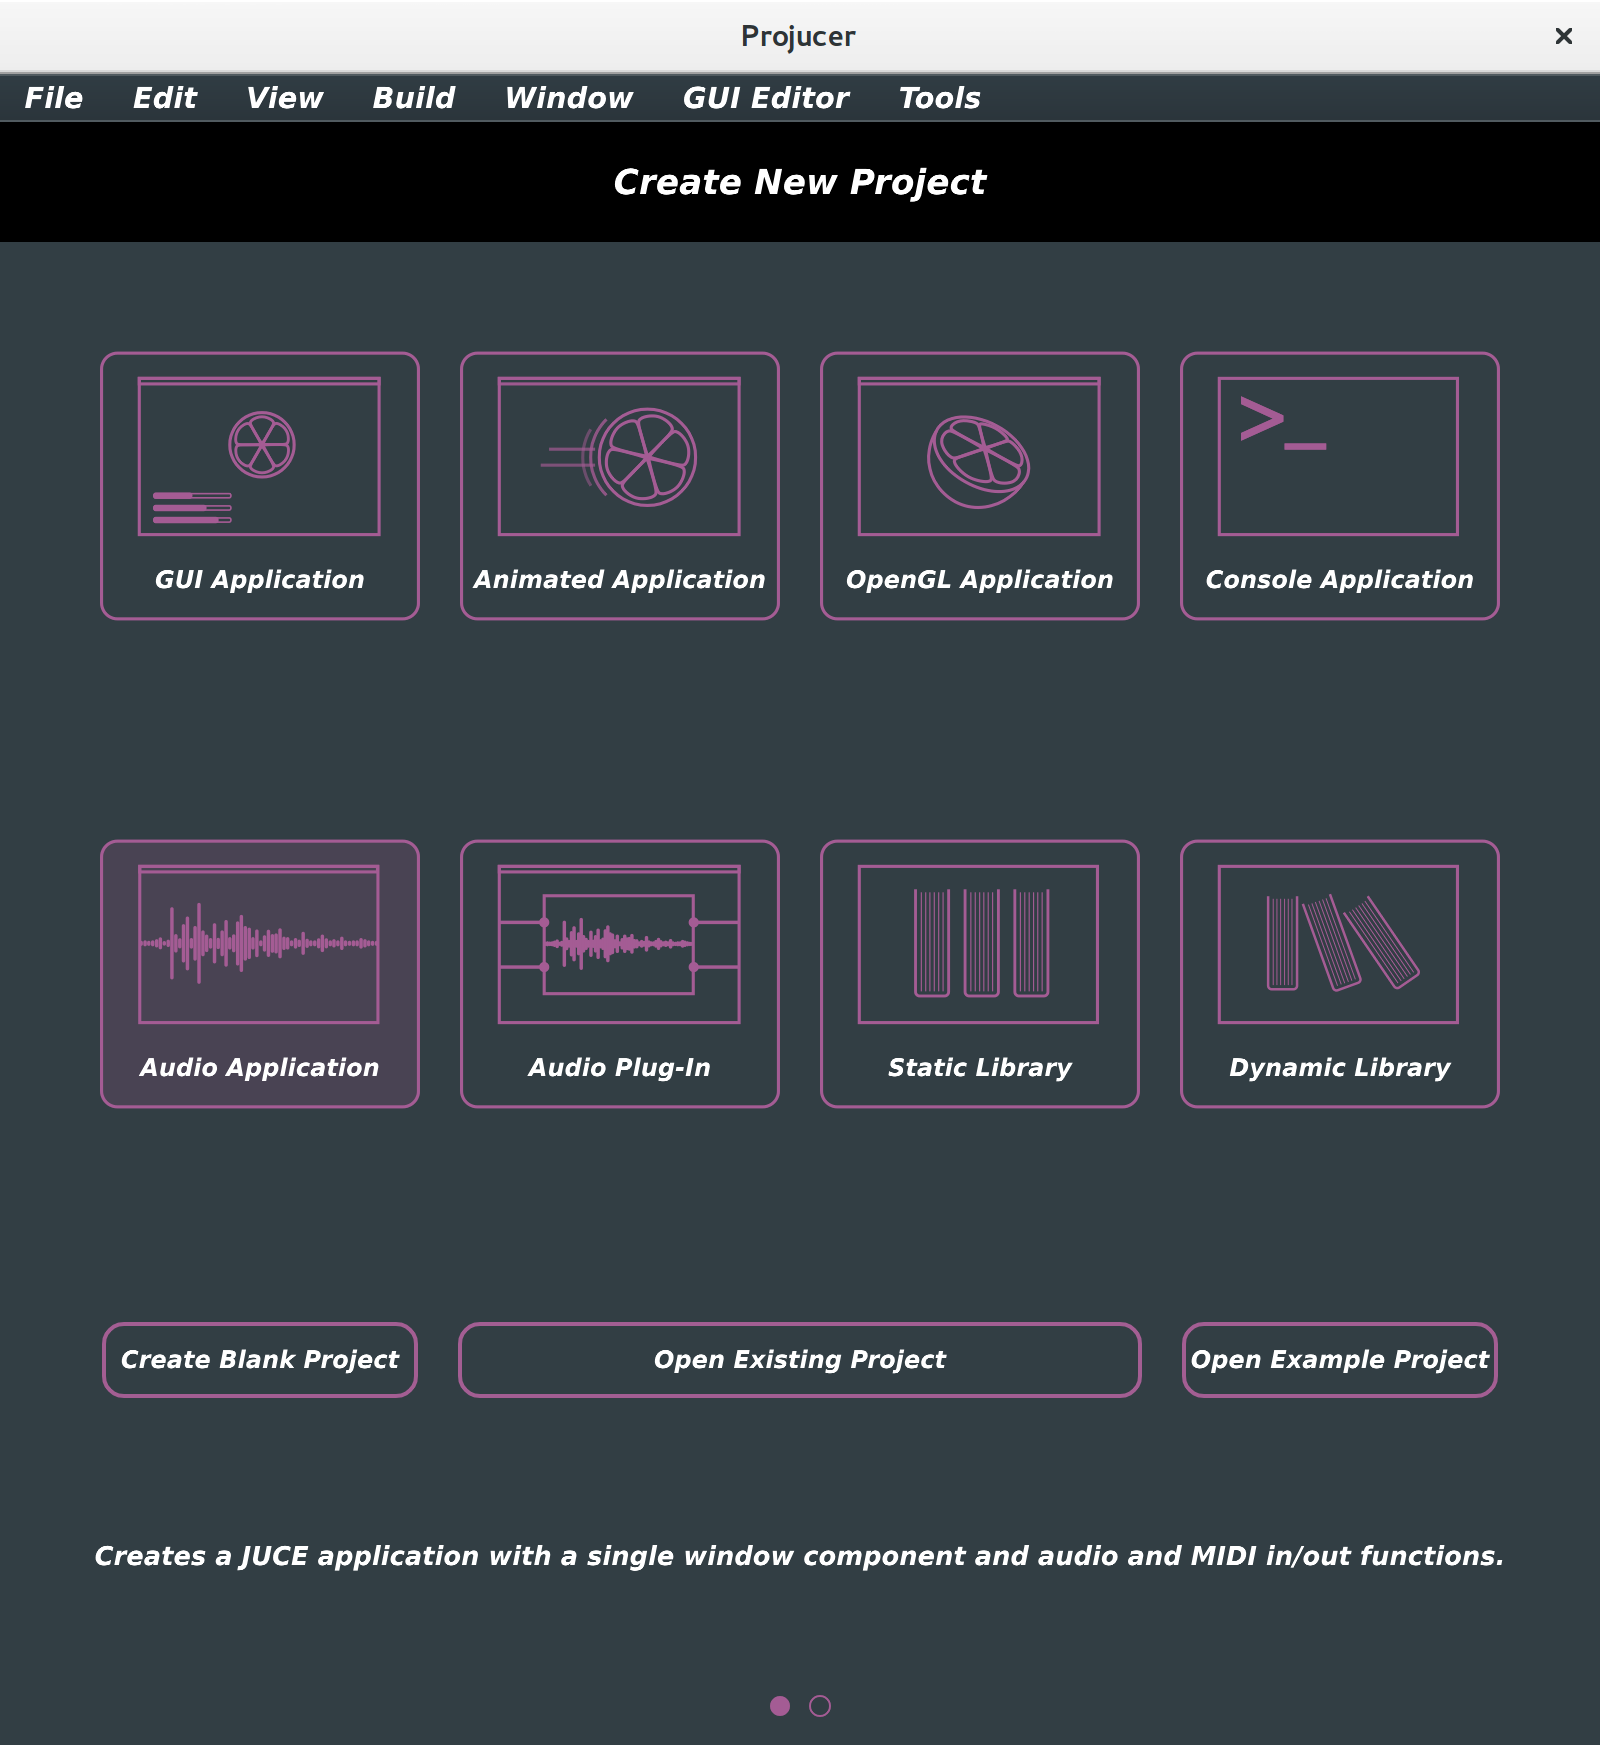 Projucer
File Edit View Build Window GUI Editor Tools
Create New Project
>_
GUI Application Animated Application OpenGL Application Console Application
Audio Application Audio Plug-In Static Library Dynamic Library
Create Blank Project Open Existing Project Open Example Project
Creates a JUCE application with a single window component and audio and MIDI in/out functions.